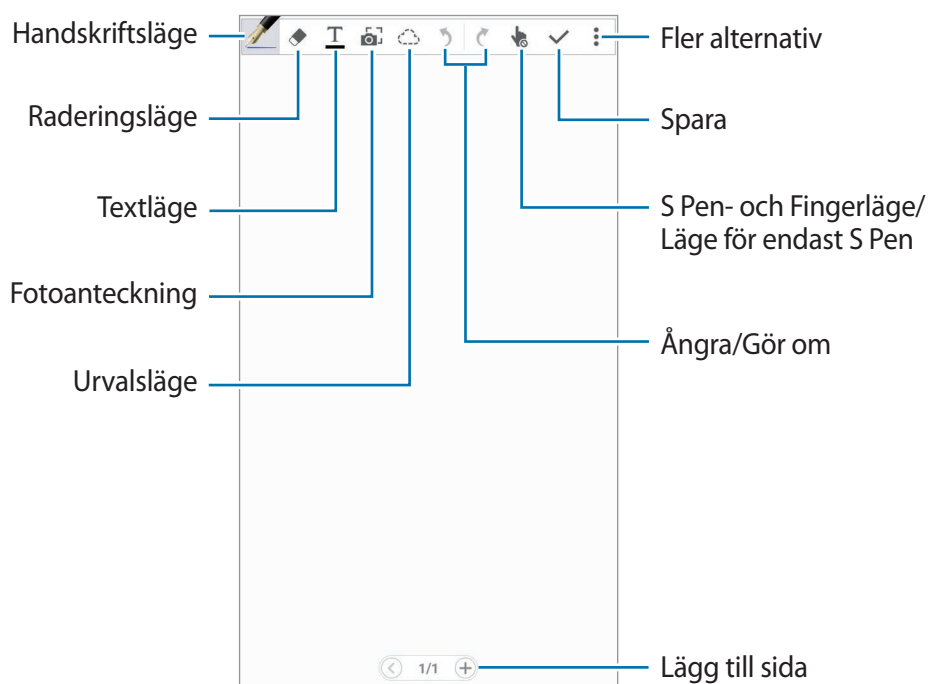 Handskriftsläge
Raderingsläge
Textläge
Fotoanteckning
Urvalsläge
T
Fler alternativ
Spara
S Pen- och Fingerläge/
Läge för endast S Pen
Ångra/Gör om
1/1
Lägg till sida